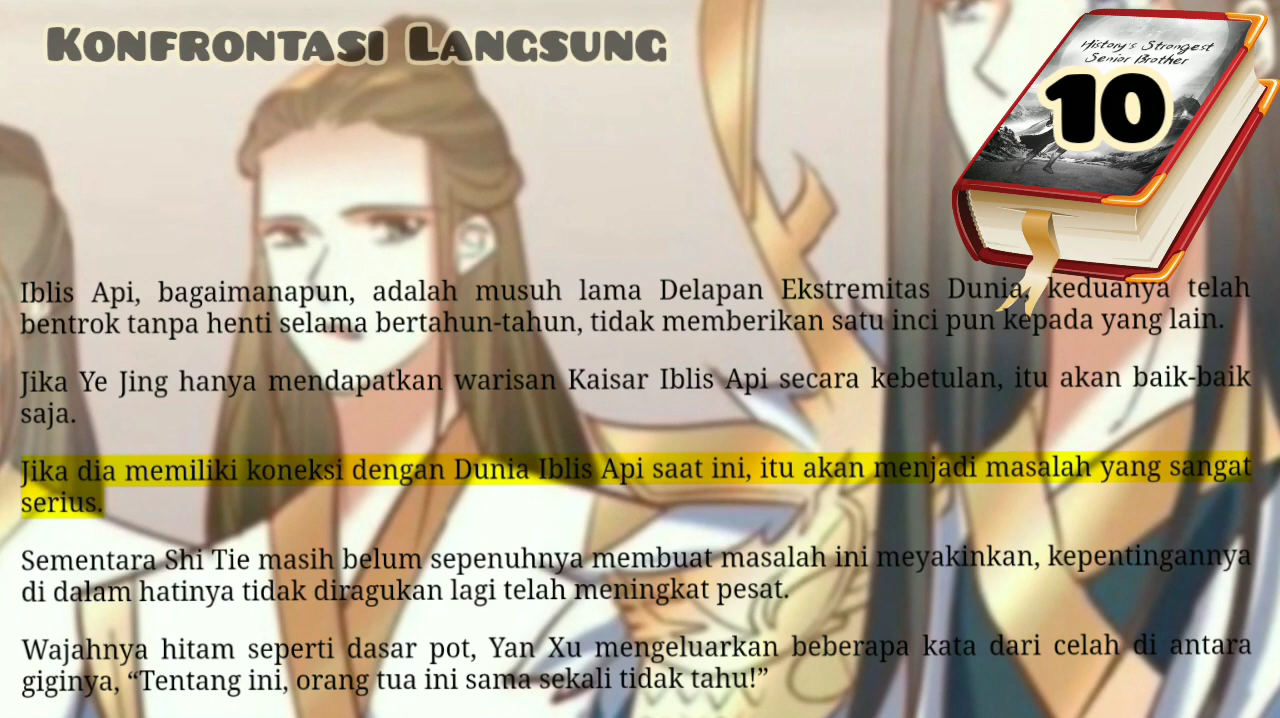 Konfrontasi Langsung
History's Strongest
Senior Brother
10
Iblis Api, bagaimanapun, adalah musuh lama Delapan Ekstremitas Dunia, keduanya telah
bentrok tanpa henti selama bertahun-tahun, tidak memberikan satu inci pun kepada yang lain.
Jika Ye Jing hanya mendapatkan warisan Kaisar Iblis Api secara kebetulan, itu akan baik-baik
saja.
Jika dia memiliki koneksi dengan Dunia Iblis Api saat ini, itu akan menjadi masalah yang sangat
serius.
Sementara Shi Tie masih belum sepenuhnya membuat masalah ini meyakinkan, kepentingannya
di dalam hatinya tidak diragukan lagi telah meningkat pesat.
Wajahnya hitam seperti dasar pot, Yan Xu mengeluarkan beberapa kata dari celah di antara
giginya, “Tentang ini, orang tua ini sama sekali tidak tahu!”